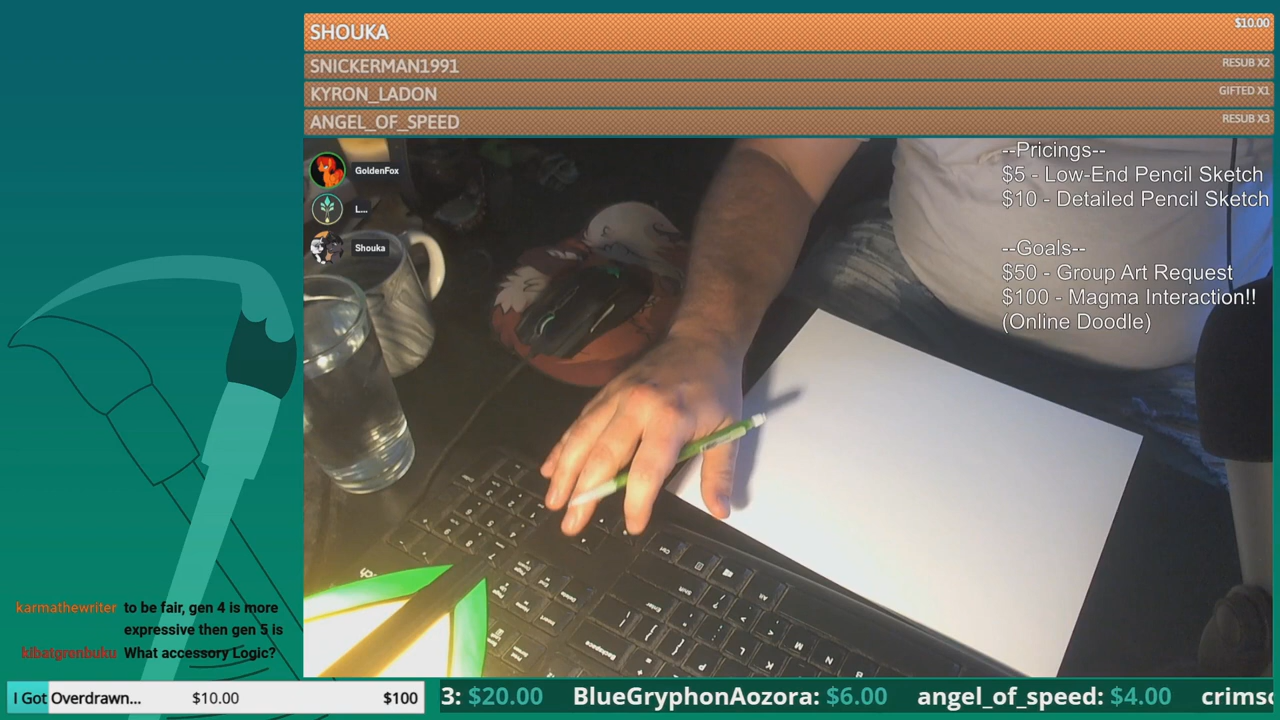 SHOUKA
$10.00
SNICKERMAN1991
RESUB X2
KYRON_LADON
GIFTED X1
ANGEL_OF_SPEED
RESUB X3
GoldenFox
L...
Shouka
--Pricings--
$5 - Low-End Pencil Sketch
$10 - Detailed Pencil Sketch
--Goals--
$50 - Group Art Request
$100 - Magma Interaction!!
(Online Doodle)
karmathewriter to be fair, gen 4 is more
expressive then gen 5 is
kibatgrenbuku What accessory Logic?
I Got Overdrawn... $10.00 $100
3: $20.00 BlueGryphonAozora: $6.00 angel_of_speed: $4.00 crimso